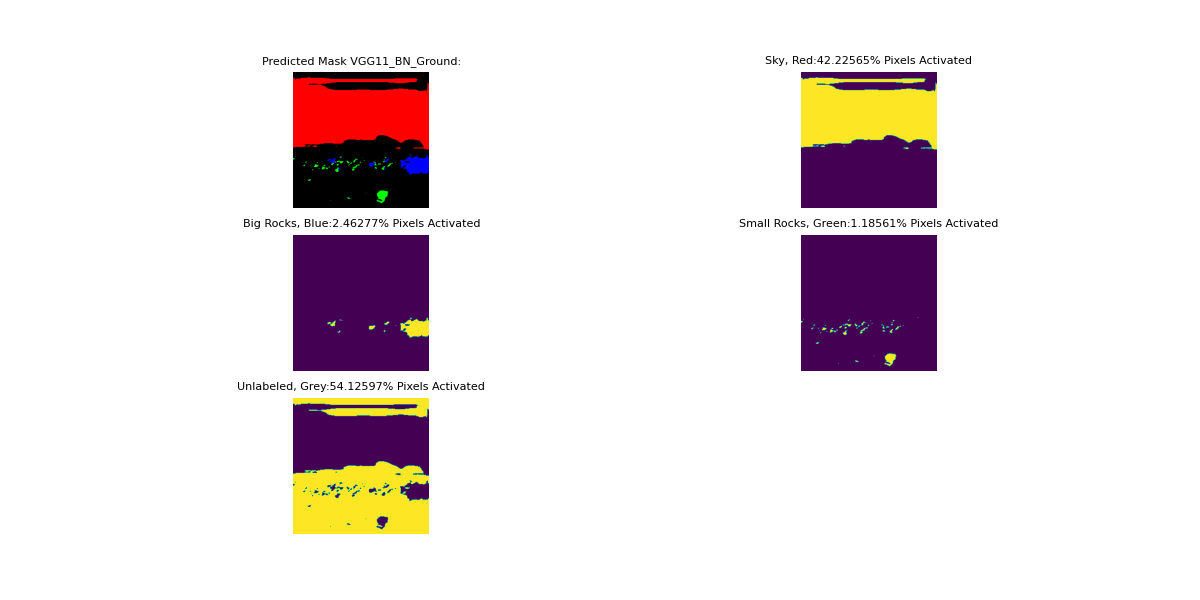 Predicted Mask VGG11_BN_Ground:
Sky, Red:42.22565% Pixels Activated
Big Rocks, Blue:2.46277% Pixels Activated
Small Rocks, Green:1.18561% Pixels Activated
Unlabeled, Grey:54.12597% Pixels Activated